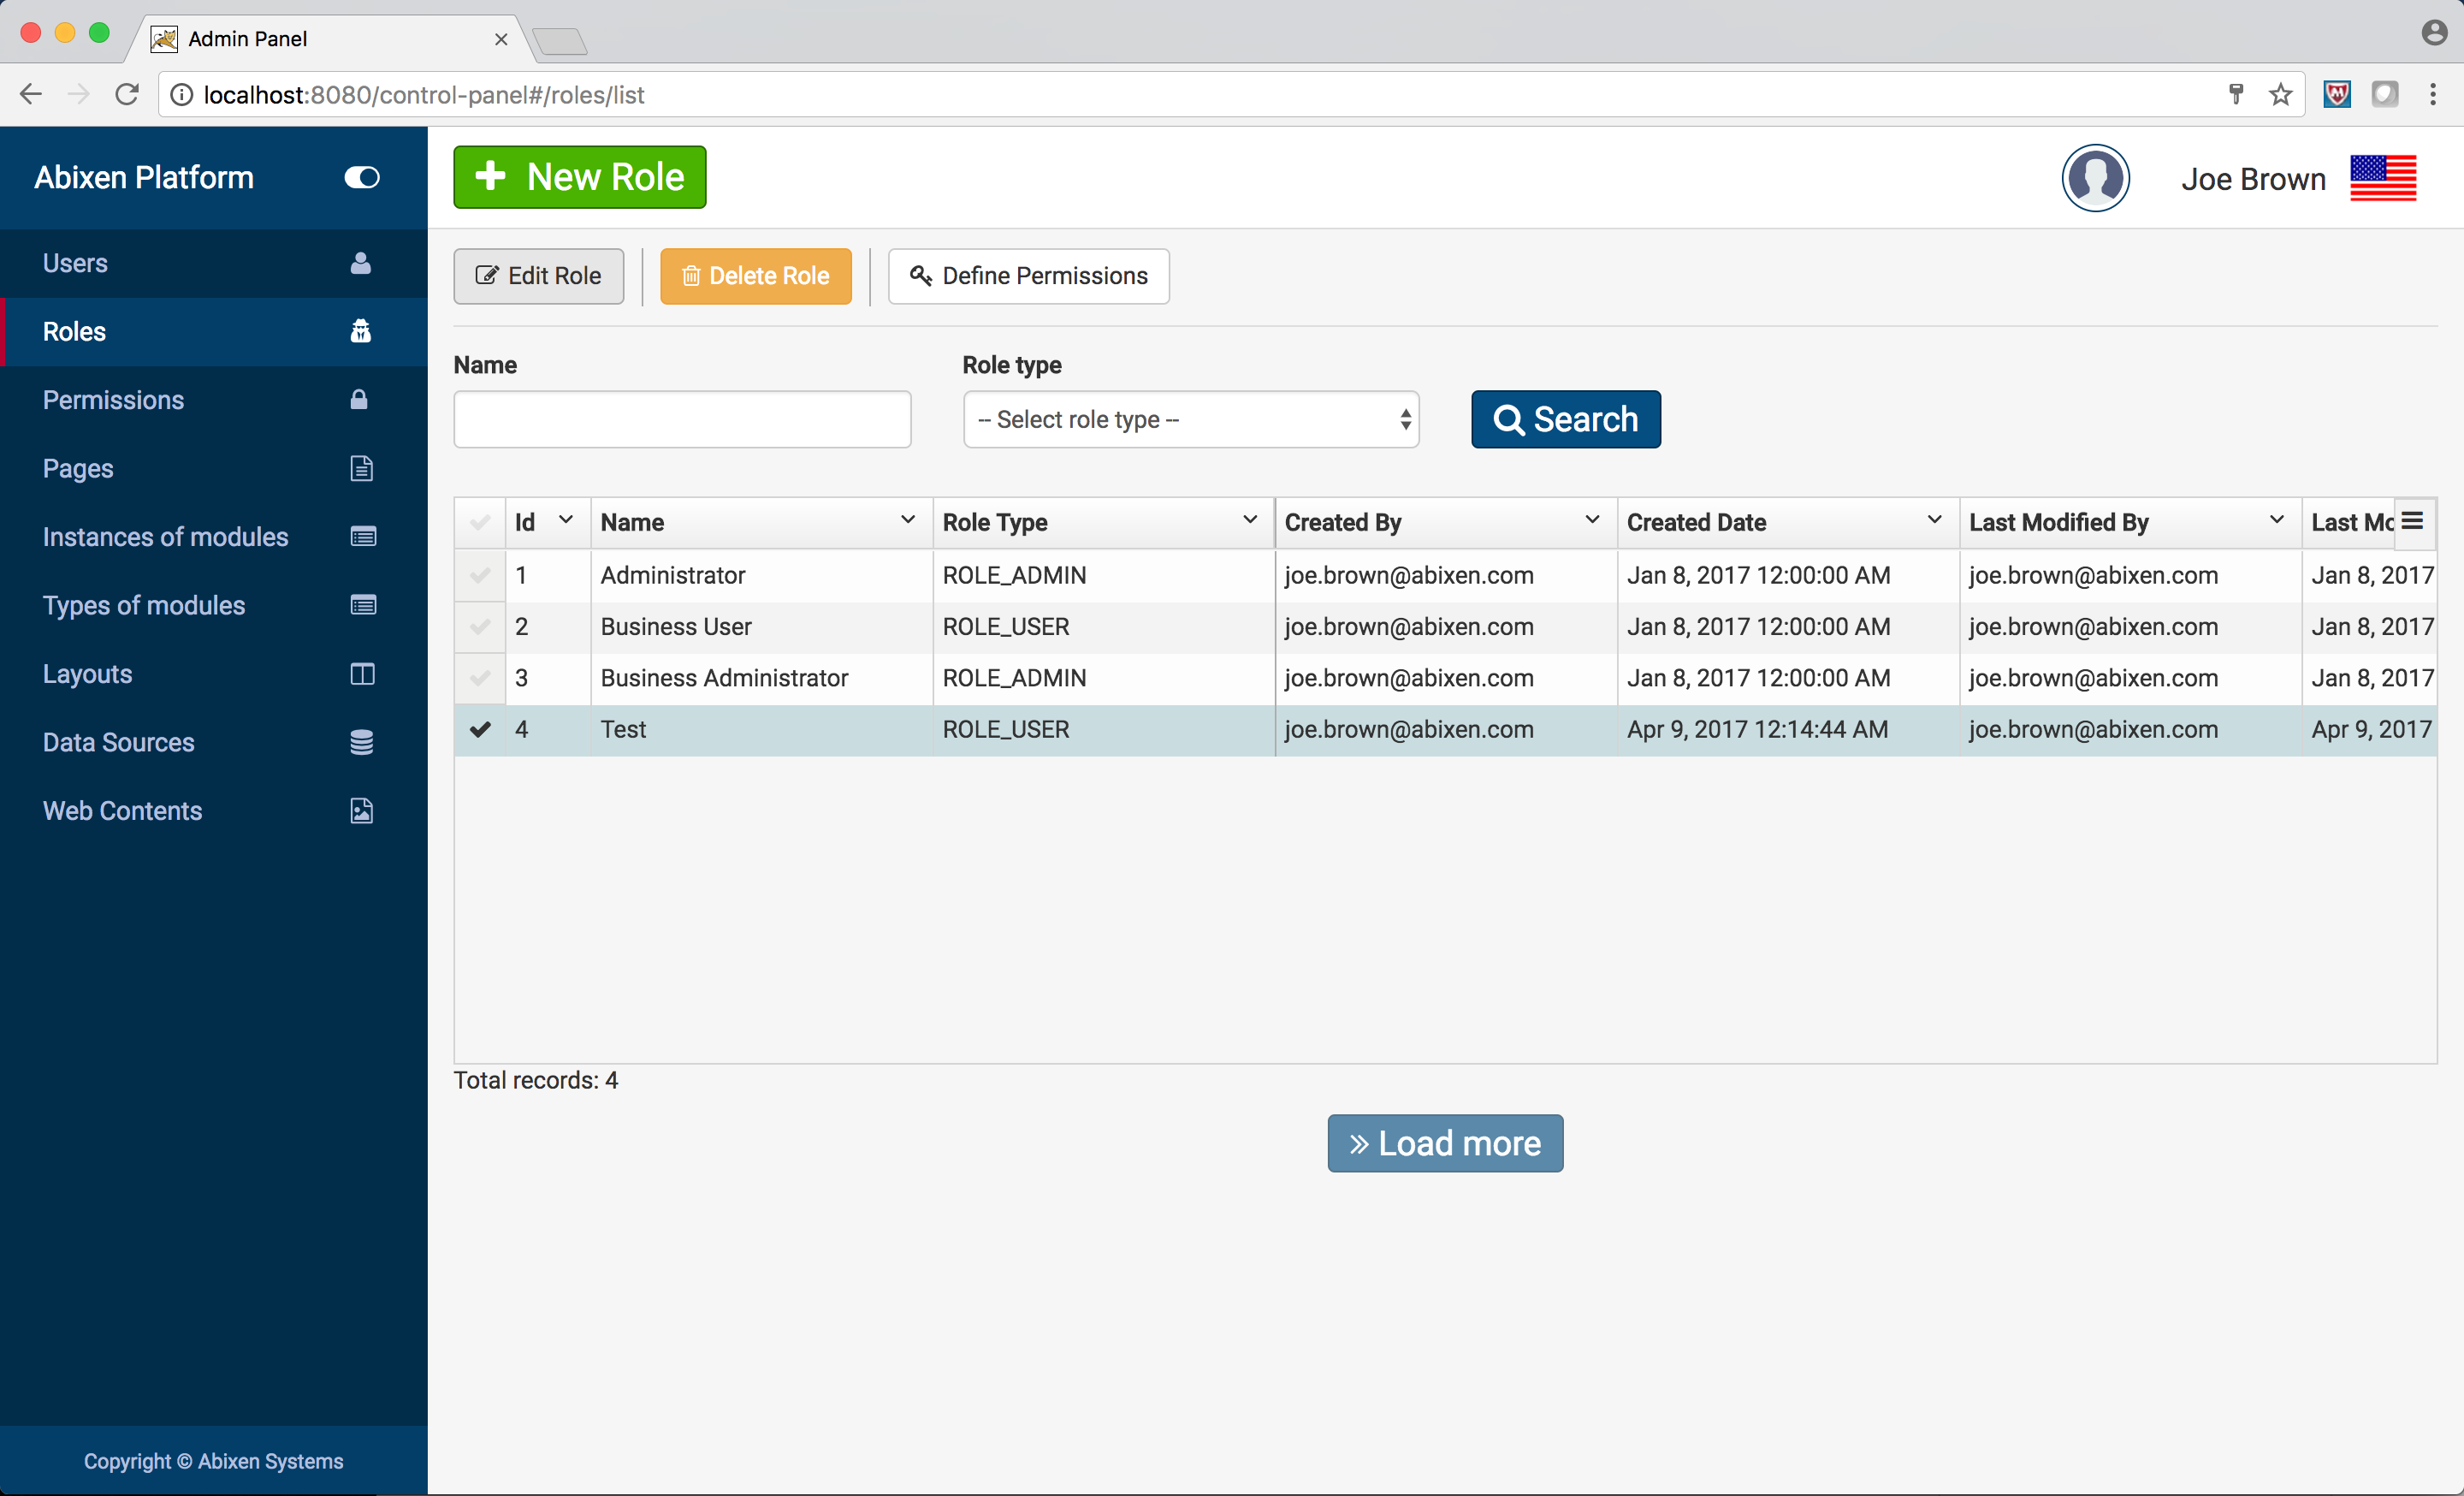 Admin Panel
localhost:8080/control-panel#/roles/list
Abixen Platform
New Role
Joe Brown
Users
Edit Role
Delete Role
Define Permissions
Roles
Name
Role type
Permissions
-- Select role type --
Search
Pages
Id Name Role Type Created By Created Date Last Modified By Last Mo
Instances of modules
1 Administrator ROLE_ADMIN joe.brown@abixen.com Jan 8, 2017 12:00:00 AM joe.brown@abixen.com Jan 8, 2017
Types of modules
2 Business User ROLE_USER joe.brown@abixen.com Jan 8, 2017 12:00:00 AM joe.brown@abixen.com Jan 8, 2017
Layouts
3 Business Administrator ROLE_ADMIN joe.brown@abixen.com Jan 8, 2017 12:00:00 AM joe.brown@abixen.com Jan 8, 2017
Data Sources
4 Test ROLE_USER joe.brown@abixen.com Apr 9, 2017 12:14:44 AM joe.brown@abixen.com Apr 9, 2017
Web Contents
Total records: 4
Load more
Copyright © Abixen Systems